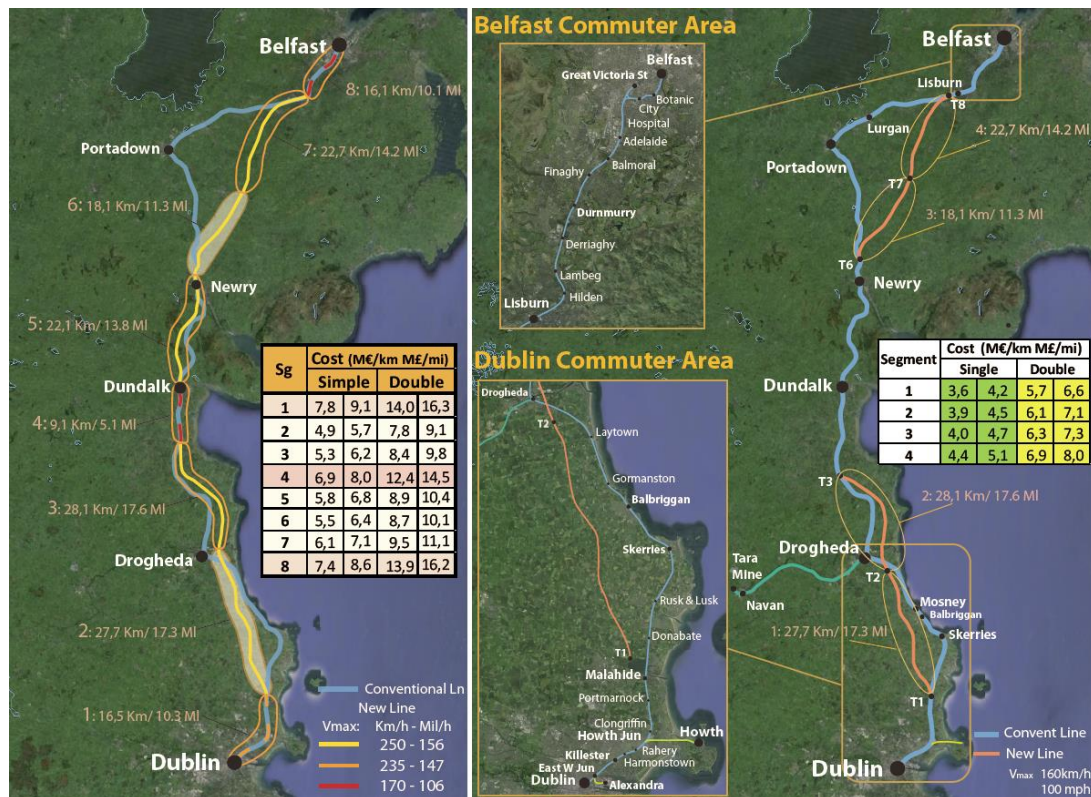 Belfast
8: 16,1 Km/10.1 Ml
7: 22,7 Km/14.2 Ml
Portadown
6: 18,1 Km/ 11.3 Ml
Newry
5: 22,1 Km/ 13.8 Ml
Dundalk
4: 9,1 Km/ 5.1 Ml
3: 28,1 Km/ 17.6 Ml
Drogheda
2: 27,7 Km/ 17.3 Ml
1: 16,5 Km/ 10.3 Ml
Dublin
Sg Cost (M€/km M£/mi)
Simple Double
1 7,8 9,1 14,0 16,3
2 4,9 5,7 7,8 9,1
3 5,3 6,2 8,4 9,8
4 6,9 8,0 12,4 14,5
5 5,8 6,8 8,9 10,4
6 5,5 6,4 8,7 10,1
7 6,1 7,1 9,5 11,1
8 7,4 8,6 13,9 16,2
Conventional Ln
New Line
Vmax: Km/h - Mil/h
250 - 156
235 - 147
170 - 106
Belfast Commuter Area
Belfast
Great Victoria St
Botanic
City
Hospital
Adelaide
Balmoral
Finaghy
Durnmurry
Derriaghy
Lambeg
Hilden
Lisburn
Dublin Commuter Area
Drogheda
T2
Laytown
Gormanston
Balbriggan
Skerries
Rusk & Lusk
Donabate
T1
Malahide
Portmarnock
Clongriffin
Howth Jun
Howth
Killester
Rahery
Harmonstown
East W Jun
Dublin
Alexandra
Belfast
Lisburn
T8
Lurgan
4: 22,7 Km/14.2 Ml
Portadown
T7
3: 18,1 Km/ 11.3 Ml
T6
Newry
Dundalk
Segment Cost (M€/km M£/mi)
Single Double
1 3,6 4,2 5,7 6,6
2 3,9 4,5 6,1 7,1
3 4,0 4,7 6,3 7,3
4 4,4 5,1 6,9 8,0
T3
2: 28,1 Km/ 17.6 Ml
Drogheda
T2
Tara
Mine
Navan
Mosney
Balbriggan
Skerries
1: 27,7 Km/ 17.3 Ml
T1
Dublin
Convent Line
New Line
Vmax 160km/h
100 mph